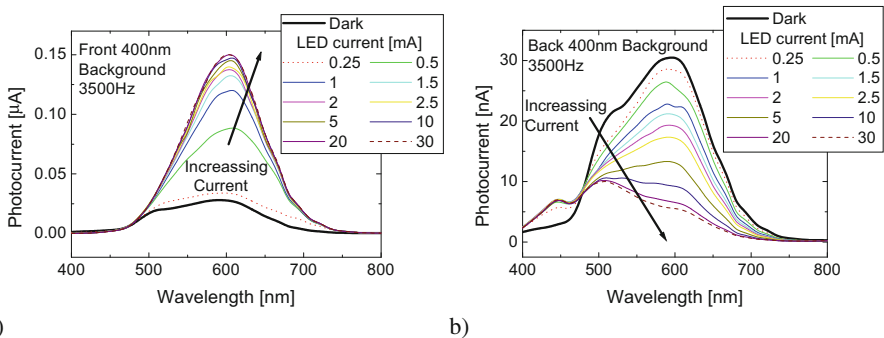 Front 400nm
Background
3500Hz
Dark
LED current [mA]
0.25 0.5
1 1.5
2 2.5
5 10
20 30
Increassing
Current
0.15
0.10
0.05
0.00
Photocurrent [µA]
400 500 600 700 800
Wavelength [nm]
)
Back 400nm Background
3500Hz
Dark
LED current [mA]
0.25 0.5
1 1.5
2 2.5
5 10
20 30
Increassing
Current
30
20
10
0
Photocurrent [nA]
400 500 600 700 800
Wavelength [nm]
b)